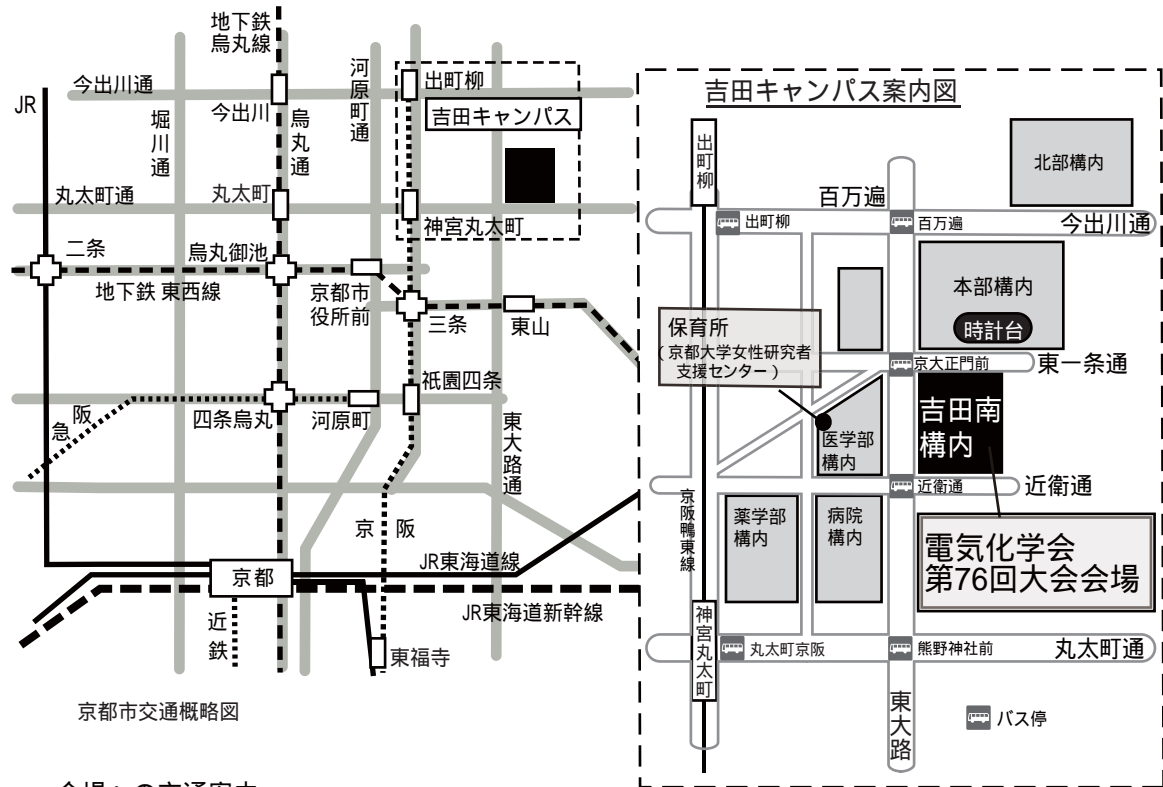 地下鉄
烏丸線
今出川通
JR
今出川
堀川通
烏丸通
河原町通
出町柳
吉田キャンパス
丸太町通
丸太町
神宮丸太町
二条
烏丸御池
地下鉄 東西線
京都市
役所前
三条
東山
祇園四条
阪急
四条烏丸
河原町
東大路通
京阪
JR東海道線
京都
JR東海道新幹線
近鉄
東福寺
京都市交通概略図
吉田キャンパス案内図
出町柳
北部構内
百万遍
出町柳
百万遍
今出川通
本部構内
時計台
保育所
(京都大学女性研究者
支援センター)
京大正門前
東一条通
吉田南
構内
医学部
構内
近衛通
近衛通
京阪鴨東線
薬学部
構内
病院
構内
電気化学会
第76回大会会場
神宮丸太町
丸太町京阪
熊野神社前
丸太町通
東大路
バス停